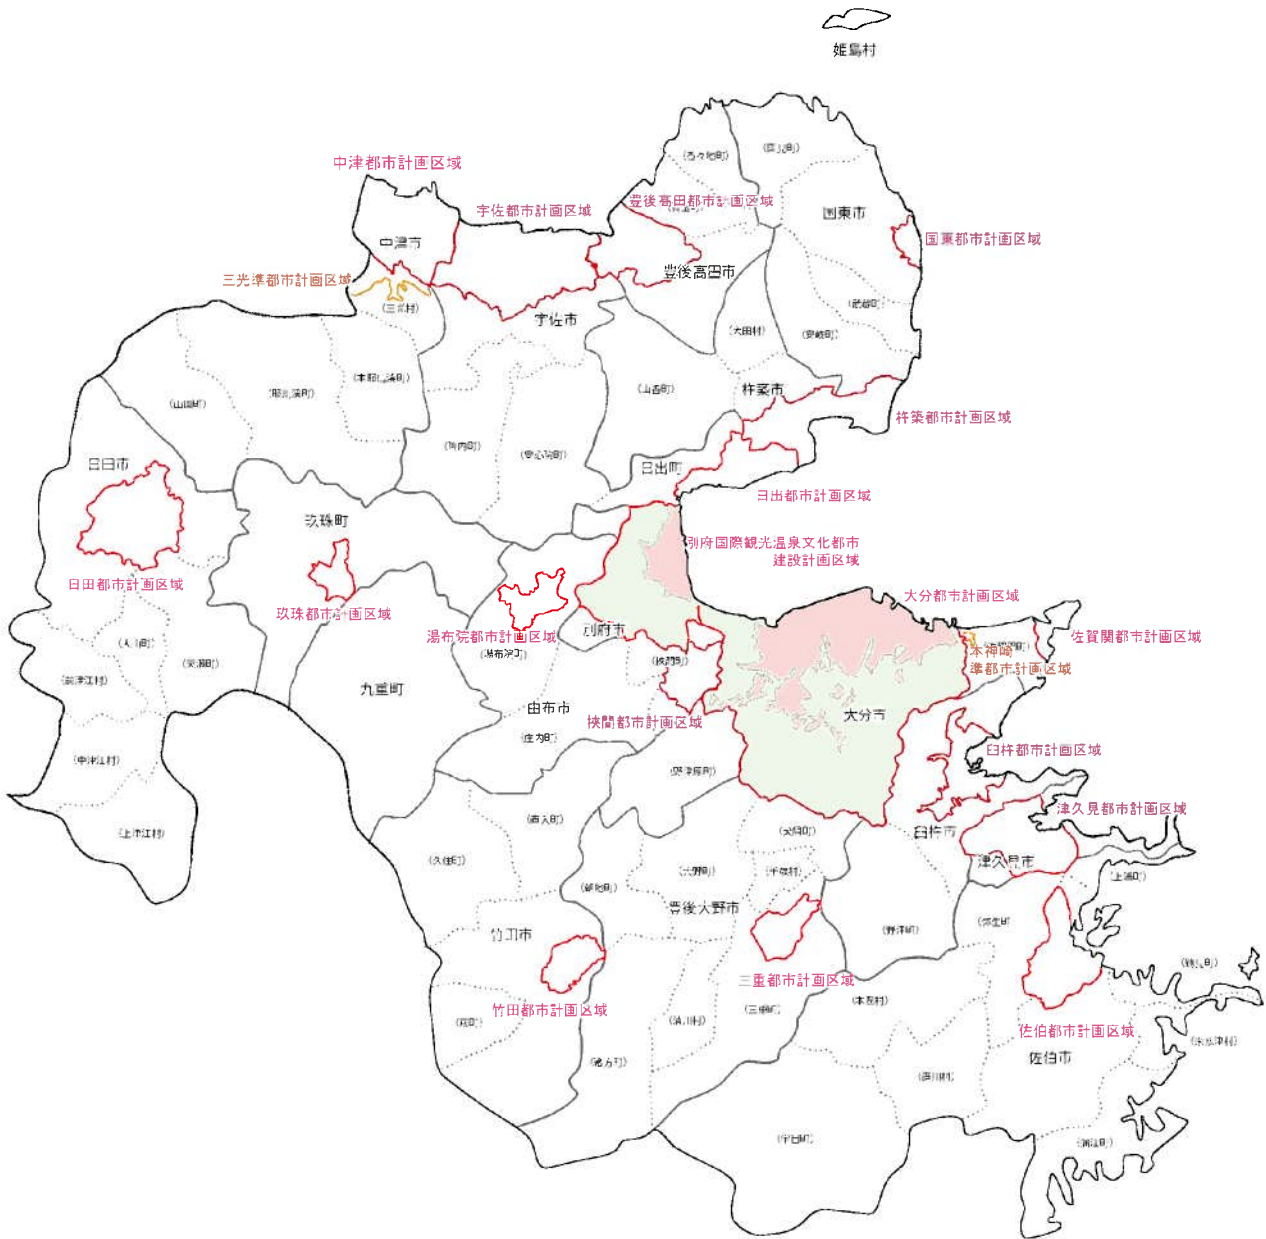 姫島村
(香々地町)
(国見町)
中津都市計画区域
宇佐都市計画区域
豊後高田都市計画区域
国東市
国東都市計画区域
中津市
豊後高田市
三光準都市計画区域
(三光村)
宇佐市
(武蔵町)
(大田村)
(安岐町)
(本耶馬渓町)
(耶馬渓町)
(山国町)
(山香町)
杵築市
杵築都市計画区域
(院内町)
(安心院町)
日田市
日出町
日出都市計画区域
玖珠町
別府国際観光温泉文化都市
建設計画区域
日田都市計画区域
玖珠都市計画区域
大分都市計画区域
湯布院都市計画区域
別府市
佐賀関都市計画区域
(湯布院町)
(挾間町)
本神崎
準都市計画区域
(天瀬町)
(前津江村)
九重町
由布市
大分市
挾間都市計画区域
(庄内町)
臼杵都市計画区域
(中津江村)
(野津原町)
津久見都市計画区域
(上津江村)
(直入町)
(犬飼町)
臼杵市
(久住町)
津久見市
(大野町)
(千歳村)
(上浦町)
(朝地町)
豊後大野市
竹田市
(野津町)
(弥生町)
(鶴見町)
三重都市計画区域
竹田都市計画区域
(本匠村)
(荻町)
(清川村)
(三重町)
佐伯都市計画区域
(米水津村)
佐伯市
(緒方町)
(直川村)
(宇目町)
(蒲江町)